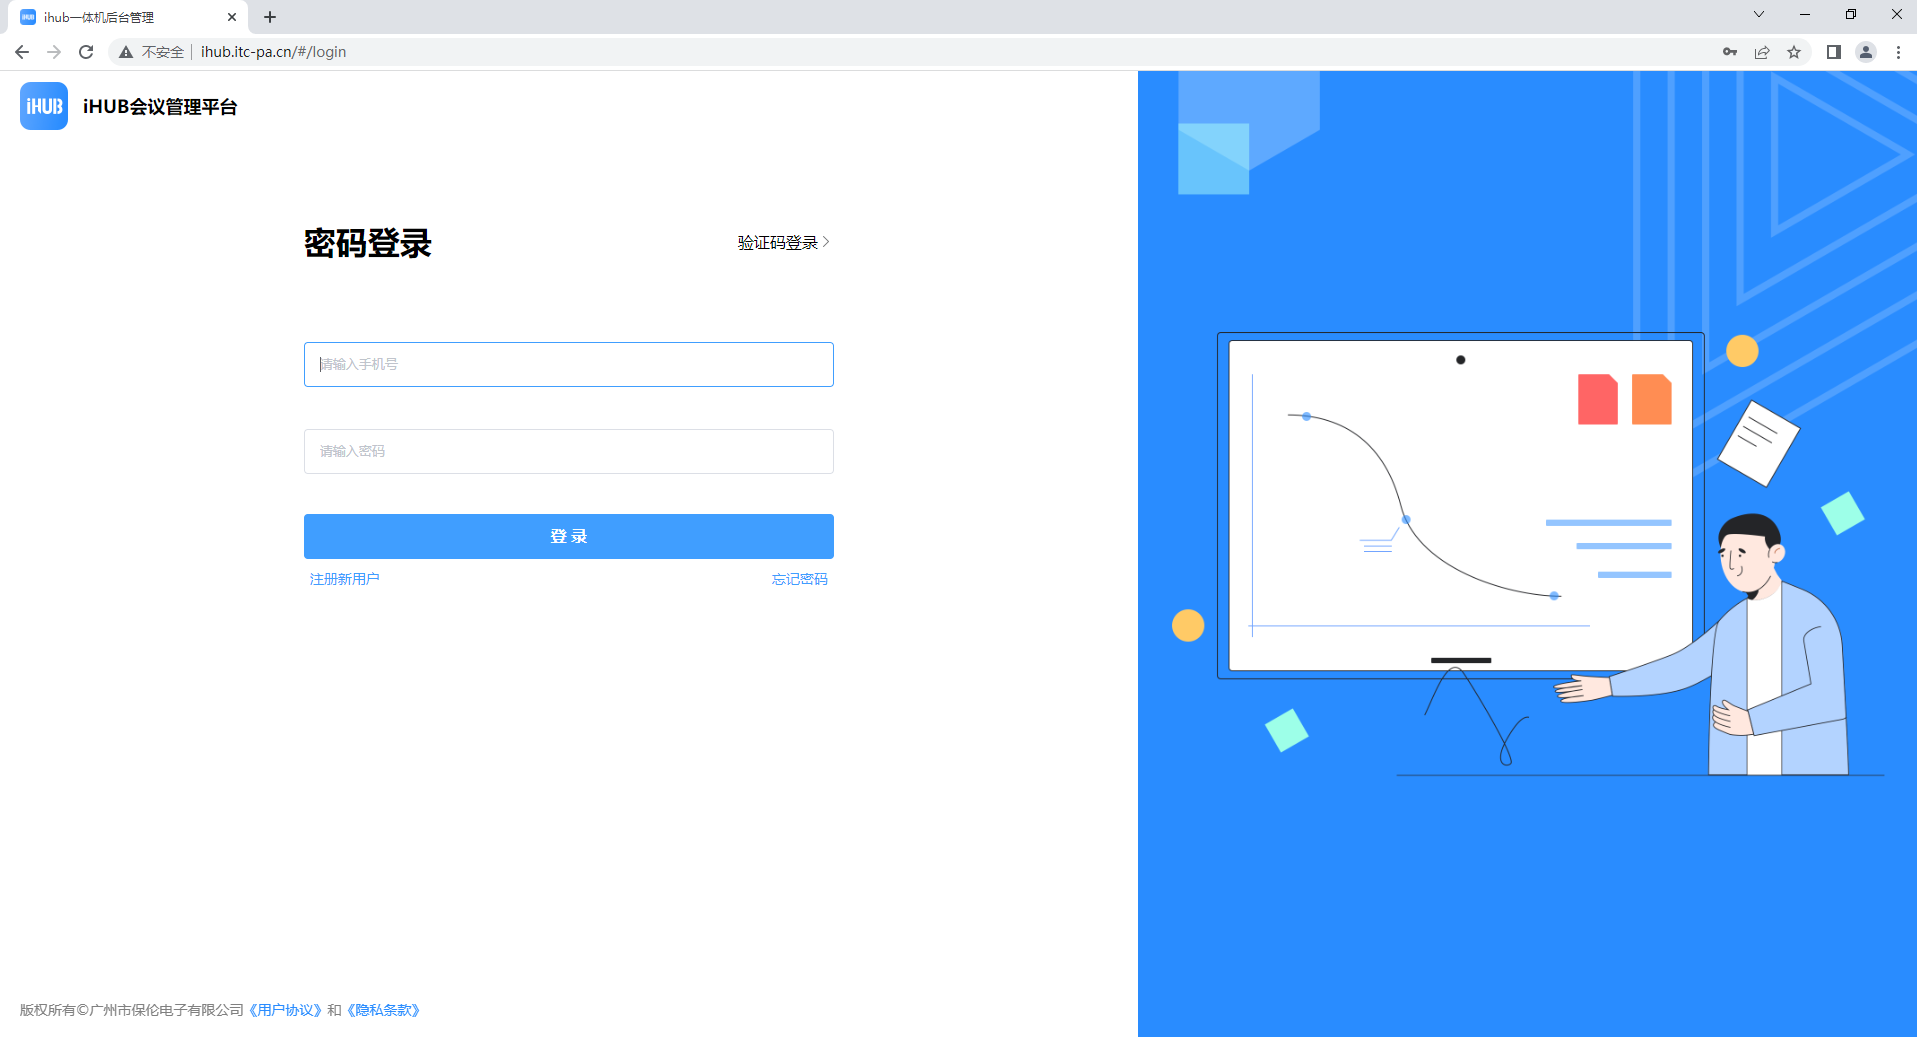 ihub一体机后台管理
不安全 ihub.itc-pa.cn/#/login
iHUB iHUB会议管理平台
密码登录 验证码登录
请输入手机号
请输入密码
登 录
注册新用户 忘记密码
版权所有©广州市保伦电子有限公司《用户协议》和《隐私条款》